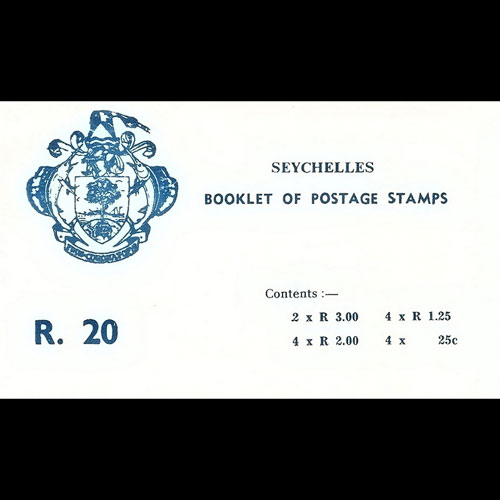 SEYCHELLES
BOOKLET OF POSTAGE STAMPS
Contents :—
2 x R 3.00 4 x R 1.25
4 x R 2.00 4 x 25c
R. 20